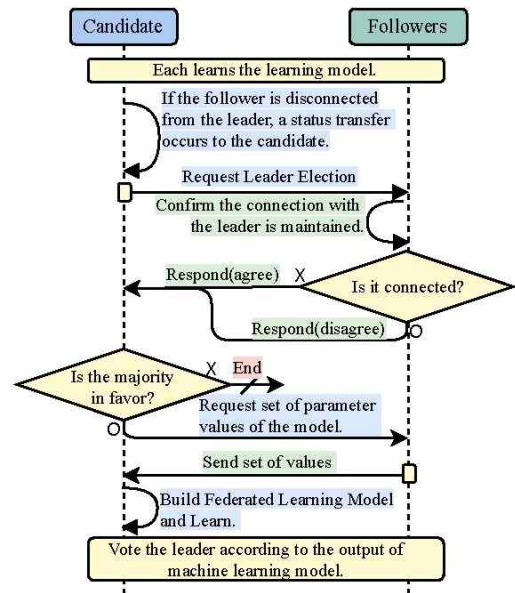 Candidate
Followers
Each learns the learning model.
If the follower is disconnected
from the leader, a status transfer
occurs to the candidate.
Request Leader Election
Confirm the connection with
the leader is maintained.
Respond(agree)
X
Is it connected?
Respond(disagree)
O
X
End
Is the majority
in favor?
O
Request set of parameter
values of the model.
Send set of values
Build Federated Learning Model
and Learn.
Vote the leader according to the output of
machine learning model.